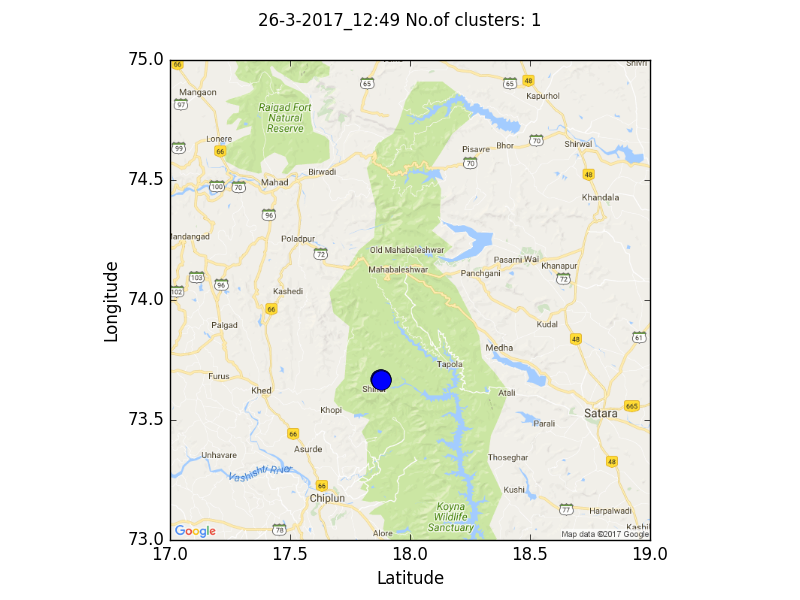 26-3-2017_12:49 No.of clusters: 1
75.0
74.5
74.0
73.5
73.0
17.0
17.5
18.0
18.5
19.0
Latitude
Longitude
66
65
65
48
Mangaon
97
Kapurhol
Raigad Fort
Natural
Reserve
Lonere
99
66
Pisavre
Bhor
70
70
Shirwal
Birwadi
100
70
Mahad
48
Khandala
96
Poladpur
72
Old Mahabaleshwar
Mahabaleshwar
Panchgani
Pasarni
Wai
Khanapur
72
103
102
96
Kashedi
66
Palgad
Kudal
48
61
Medha
Tapola
Furus
Khed
Atali
Khopi
Satara
665
Parali
66
Asurde
Unhavare
Vashishti River
Thoseghar
48
66
Chiplun
Kushi
77
Harpalwadi
Koyna
Wildlife
Sanctuary
78
Alore
Google
Map data ©2017 Google